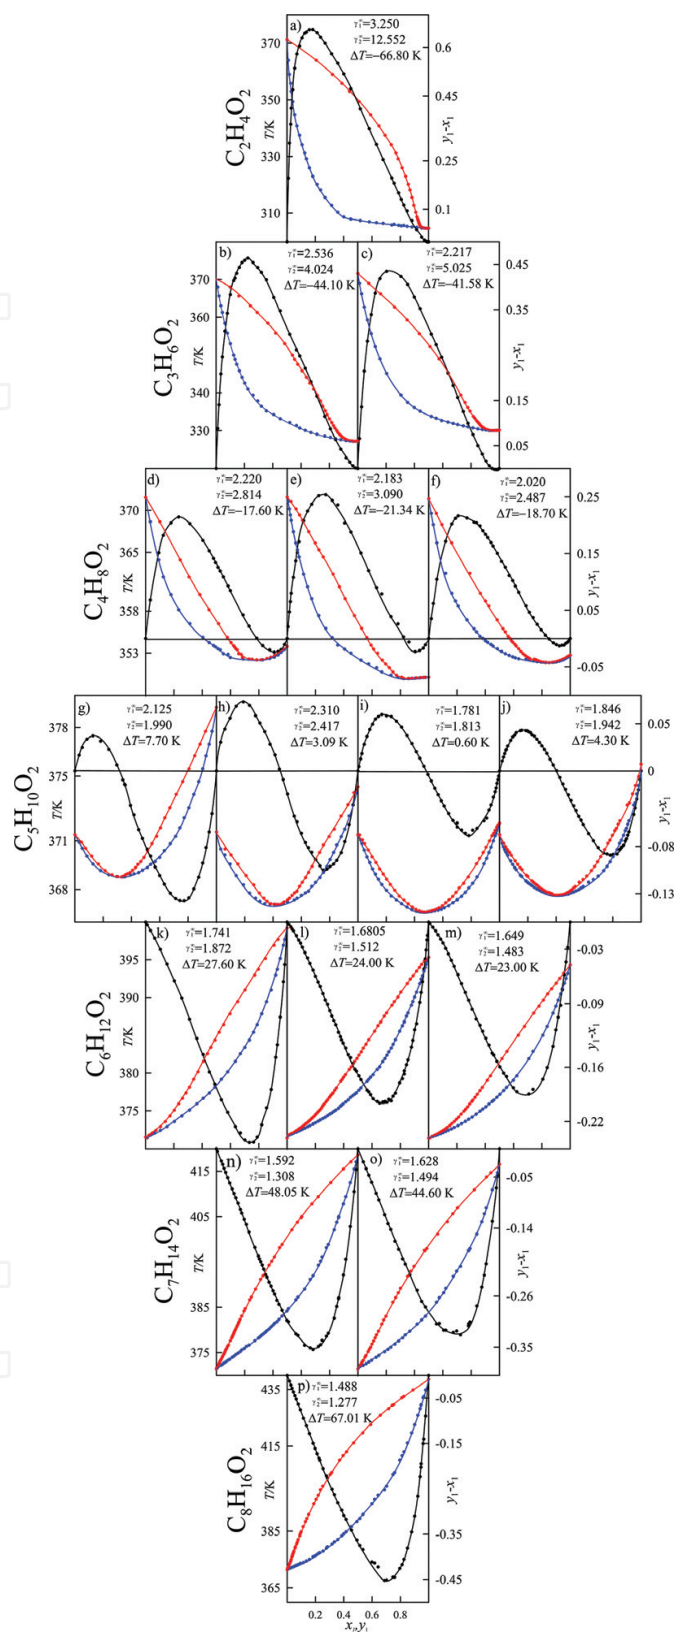 a)
γ₁∞=3.250
γ₂∞=12.552
ΔT=−66.80 K
370
350
330
310
T/K
0.6
0.45
0.25
0.1
y₁-x₁
C₂H₄O₂
b)
γ₁∞=2.536
γ₂∞=4.024
ΔT=−44.10 K
c)
γ₁∞=2.217
γ₂∞=5.025
ΔT=−41.58 K
370
360
350
340
330
T/K
0.45
0.35
0.15
0.05
y₁-x₁
C₃H₆O₂
d)
γ₁∞=2.220
γ₂∞=2.814
ΔT=−17.60 K
e)
γ₁∞=2.183
γ₂∞=3.090
ΔT=−21.34 K
f)
γ₁∞=2.020
γ₂∞=2.487
ΔT=−18.70 K
370
365
358
353
T/K
0.25
0.15
0.05
-0.05
y₁-x₁
C₄H₈O₂
g)
γ₁∞=2.125
γ₂∞=1.990
ΔT=7.70 K
h)
γ₁∞=2.310
γ₂∞=2.417
ΔT=3.09 K
i)
γ₁∞=1.781
γ₂∞=1.813
ΔT=0.60 K
j)
γ₁∞=1.846
γ₂∞=1.942
ΔT=4.30 K
378
375
371
368
T/K
0.05
0
-0.08
-0.13
y₁-x₁
C₅H₁₀O₂
k)
γ₁∞=1.741
γ₂∞=1.872
ΔT=27.60 K
l)
γ₁∞=1.6805
γ₂∞=1.512
ΔT=24.00 K
m)
γ₁∞=1.649
γ₂∞=1.483
ΔT=23.00 K
395
390
380
375
T/K
-0.03
-0.09
-0.16
-0.22
y₁-x₁
C₆H₁₂O₂
n)
γ₁∞=1.592
γ₂∞=1.308
ΔT=48.05 K
o)
γ₁∞=1.628
γ₂∞=1.494
ΔT=44.60 K
415
405
385
375
T/K
-0.05
-0.14
-0.26
-0.35
y₁-x₁
C₇H₁₄O₂
p)
γ₁∞=1.488
γ₂∞=1.277
ΔT=67.01 K
435
415
385
365
T/K
-0.05
-0.15
-0.35
-0.45
y₁-x₁
C₈H₁₆O₂
0.2 0.4 0.6 0.8
x₁,y₁